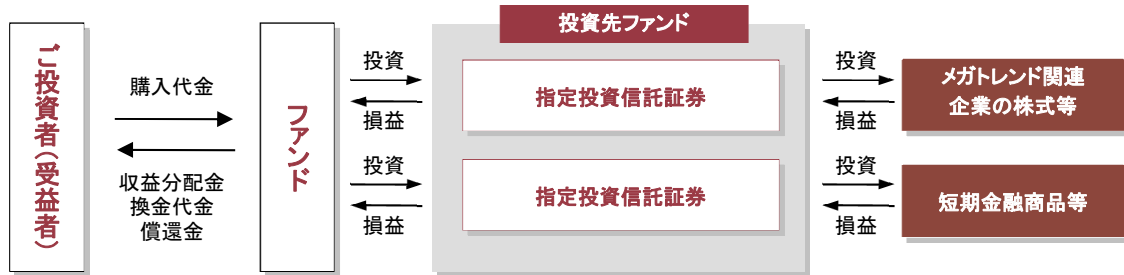 ご投資者(受益者)
購入代金
収益分配金
換金代金
償還金
ファンド
投資
損益
投資
損益
投資先ファンド
指定投資信託証券
指定投資信託証券
投資
損益
投資
損益
メガトレンド関連
企業の株式等
短期金融商品等